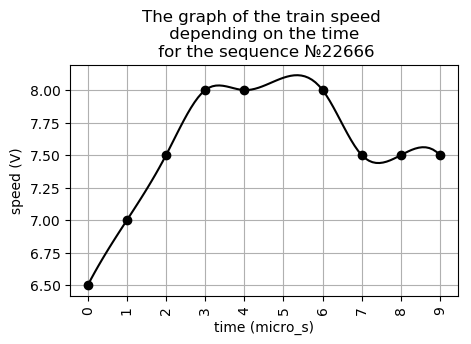 The graph of the train speed
depending on the time
for the sequence №22666
8.00
7.75
7.50
7.25
7.00
6.75
6.50
speed (V)
0 1 2 3 4 5 6 7 8 9
time (micro_s)